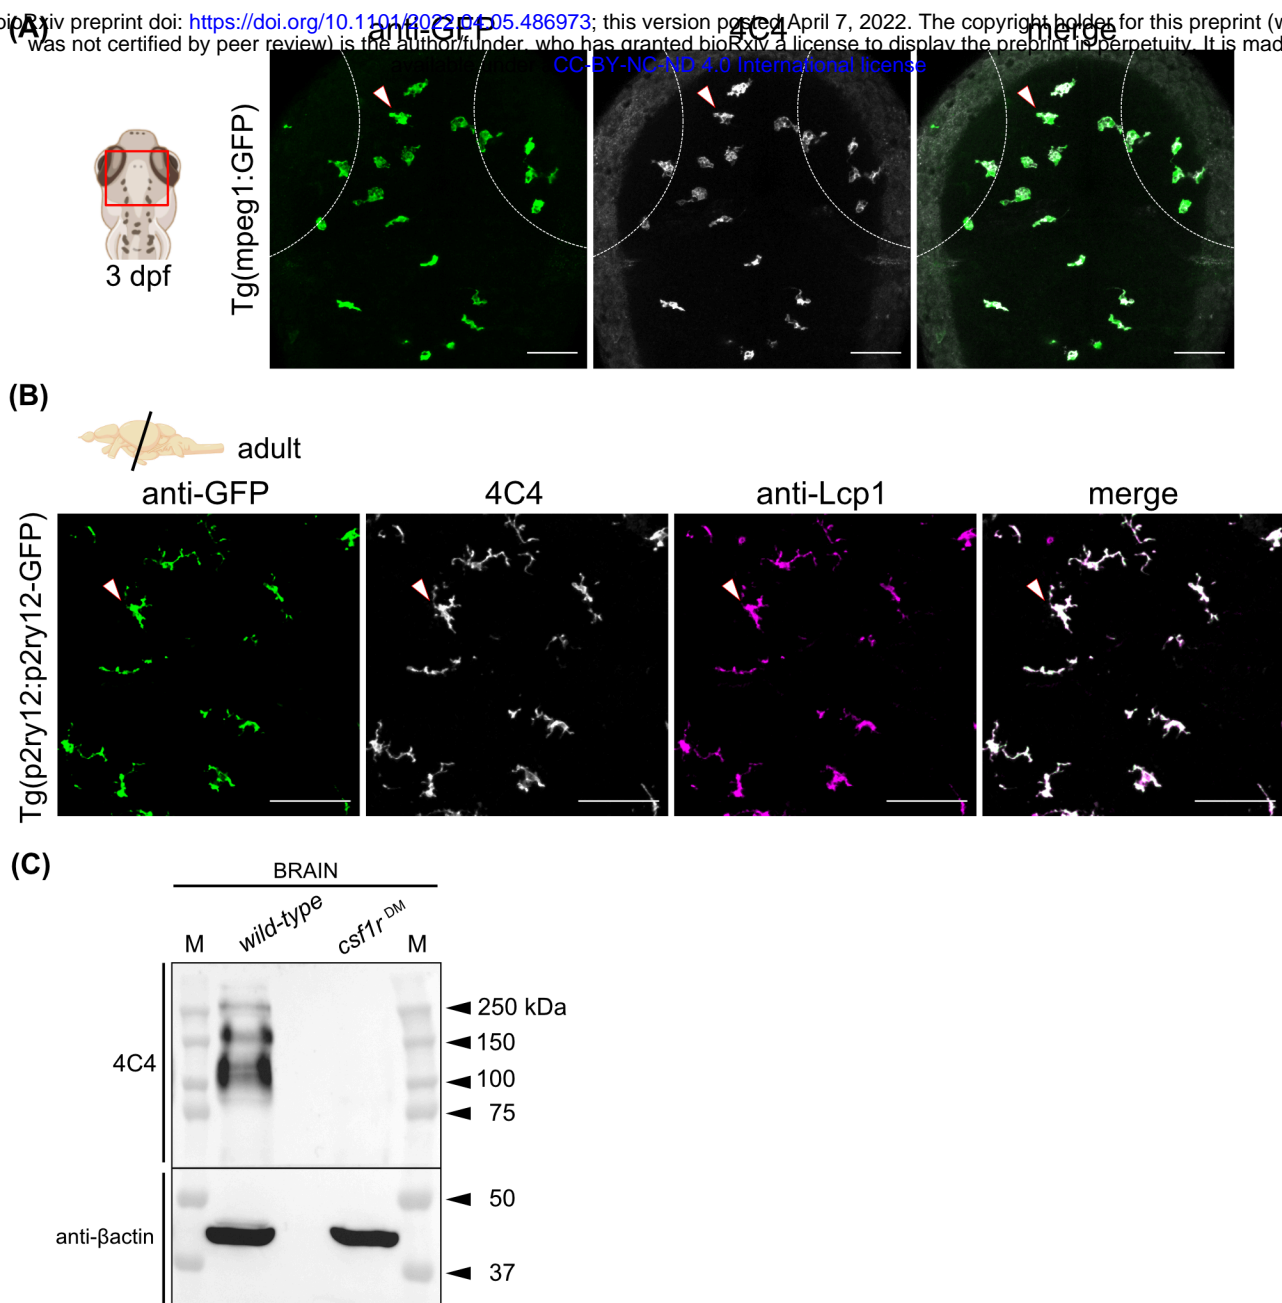 bioRxiv preprint doi: https://doi.org/10.1101/2022.04.05.486973; this version posted April 7, 2022. The copyright holder for this preprint (w
was not certified by peer review) is the author/funder, who has granted bioRxiv a license to display the preprint in perpetuity. It is mad
available under CC-BY-NC-ND 4.0 International license
(A)
anti-GFP 4C4 merge
Tg(mpeg1:GFP)
3 dpf
(B)
adult
anti-GFP 4C4 anti-Lcp1 merge
Tg(p2ry12:p2ry12-GFP)
(C)
BRAIN
M wild-type csf1r DM M
250 kDa
150
4C4
100
75
50
anti-βactin
37